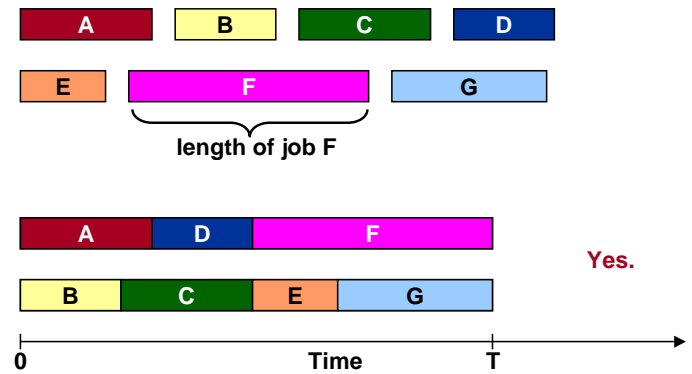 A B C D
E F G
length of job F
A D F
Yes.
B C E G
0 Time T